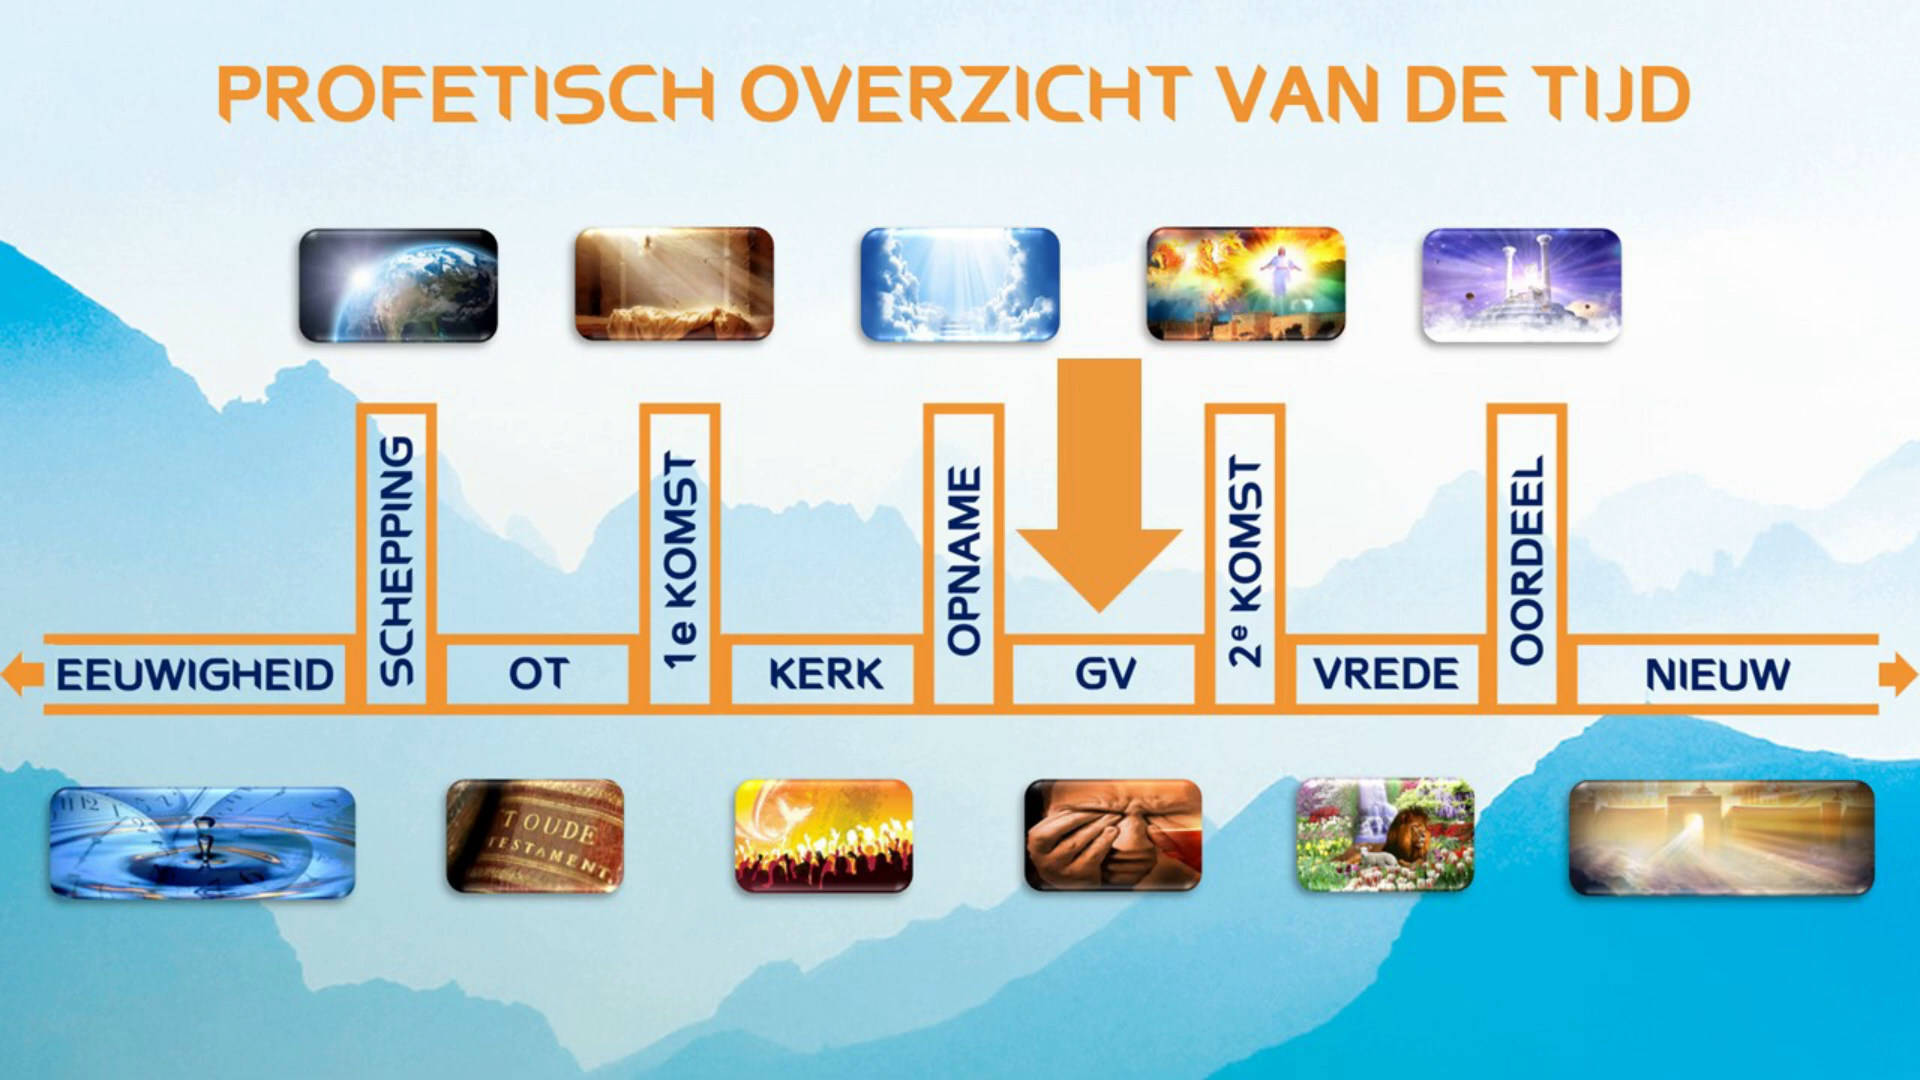 PROFETISCH OVERZICHT VAN DE TIJD
EEUWIGHEID
SCHEPPING
OT
1e KOMST
KERK
OPNAME
GV
2e KOMST
VREDE
OORDEEL
NIEUW
T OUDE
TESTAMENT